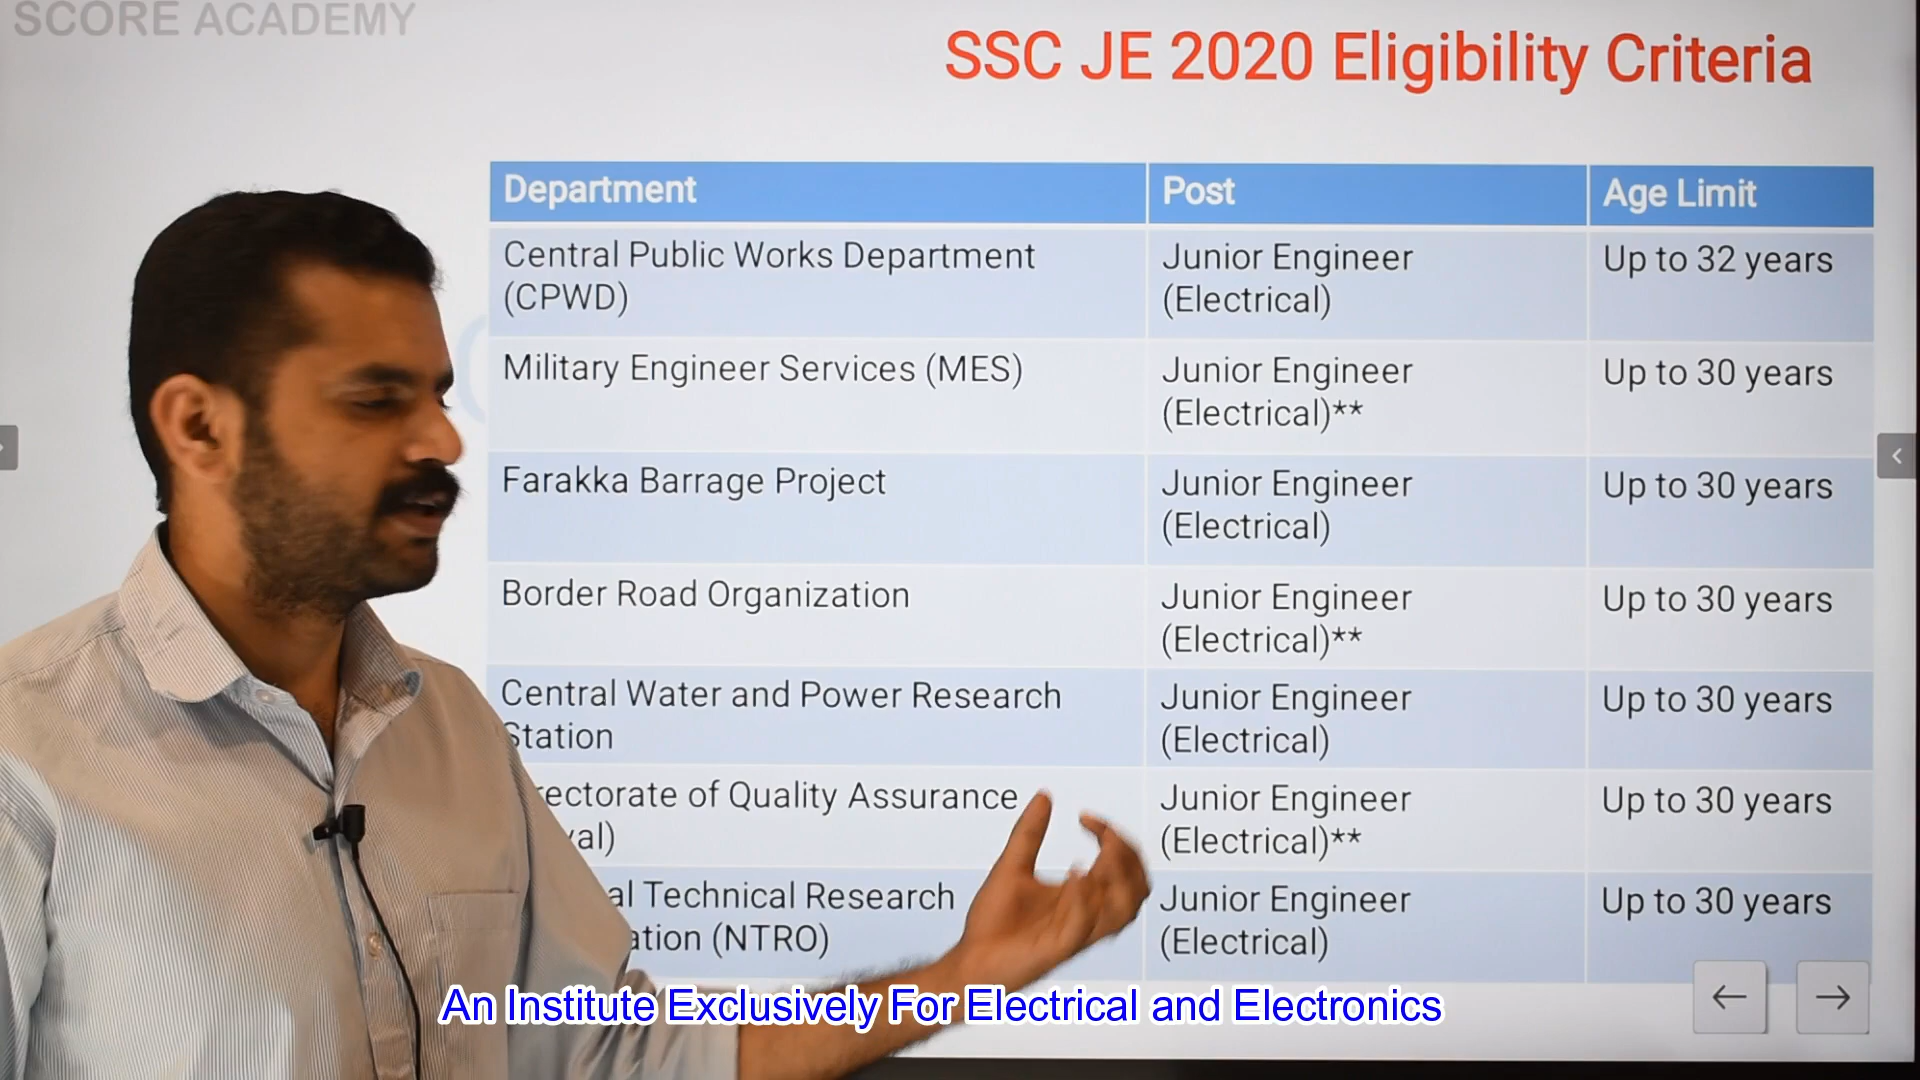 SCORE ACADEMY
SSC JE 2020 Eligibility Criteria
Department Post Age Limit
Central Public Works Department
(CPWD)
Junior Engineer
(Electrical)
Up to 32 years
Military Engineer Services (MES)
Junior Engineer
(Electrical)**
Up to 30 years
Farakka Barrage Project
Junior Engineer
(Electrical)
Up to 30 years
Border Road Organization
Junior Engineer
(Electrical)**
Up to 30 years
Central Water and Power Research
Station
Junior Engineer
(Electrical)
Up to 30 years
rectorate of Quality Assurance
val)
Junior Engineer
(Electrical)**
Up to 30 years
al Technical Research
ation (NTRO)
Junior Engineer
(Electrical)
Up to 30 years
An Institute Exclusively For Electrical and Electronics